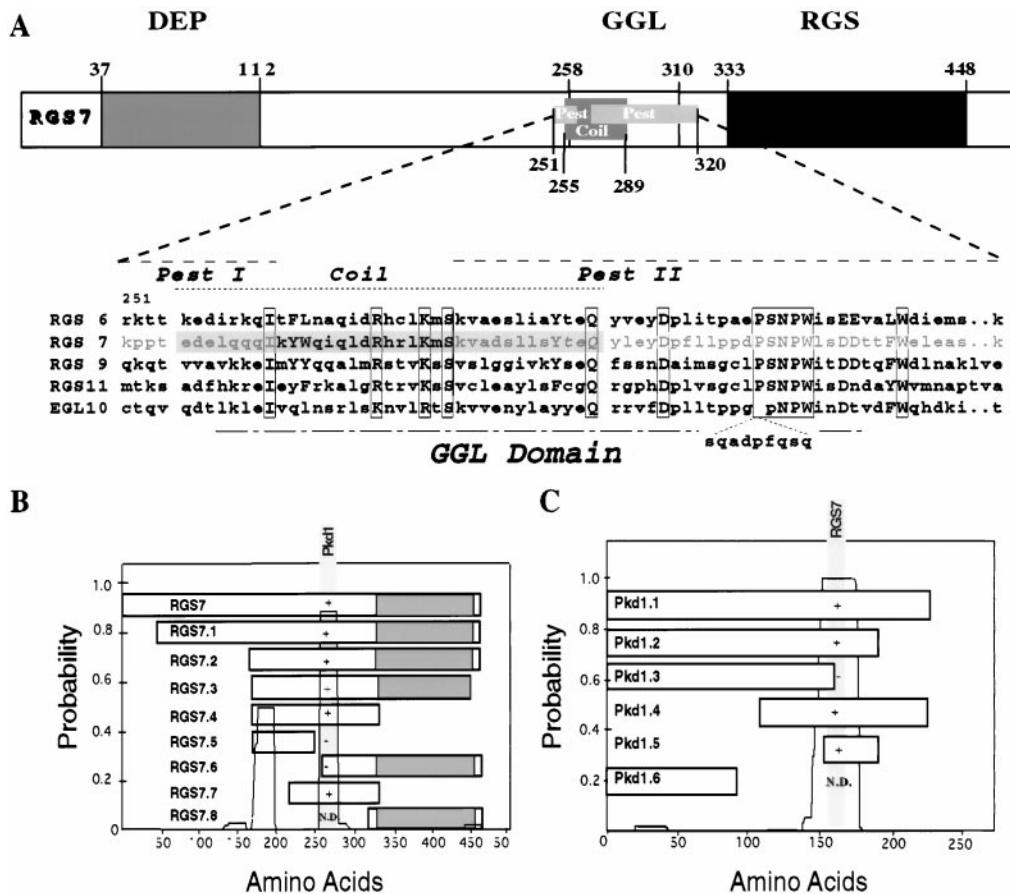 A
DEP GGL RGS
37 112 258 310 333 448
RGS7 Pest Pest
Coil
251 320
255 289
Pest I Coil Pest II
251
RGS 6 rktt kedirkqItFLnaqidRhclKmSkvaesliaYteQ yveyDplitpaePSNPWisEEvaLWdiems..k
RGS 7 kppt edelqqqIkYWqiqldRhrlKmSkvadsllsYteQ yleyDpfllppdPSNPWlsDDttfWeleas..k
RGS 9 qkqt vvavkkeImYYqqalmRstvKsSvslggivkYseQ fssnDaimsgclPSNPWitDDtqFWdlnaklve
RGS11 mtks adfhkreIeyFrkalgRtrvKsSvcleaylsFcgQ rgphDplvsgclPSNPWisDndaYWvmnaptva
EGL10 ctqv qdtlkleIvqlnsrlsKnvlRtSkvvenylayyeQ rrvfDplltppg pNPWinDtvdFWqhdki..t
sqadpfqsq
GGL Domain
B
Pkd1
1.0
0.8
0.6
0.4
0.2
0
Probability
RGS7 +
RGS7.1 +
RGS7.2 +
RGS7.3 +
RGS7.4 +
RGS7.5 -
RGS7.6 -
RGS7.7 +
RGS7.8 N.D
50 100 150 200 250 300 350 400 450 50
Amino Acids
C
RGS7
1.0
0.8
0.6
0.4
0.2
0
Probability
Pkd1.1 +
Pkd1.2 +
Pkd1.3 -
Pkd1.4 +
Pkd1.5 +
Pkd1.6 N.D.
0 50 100 150 200 250
Amino Acids